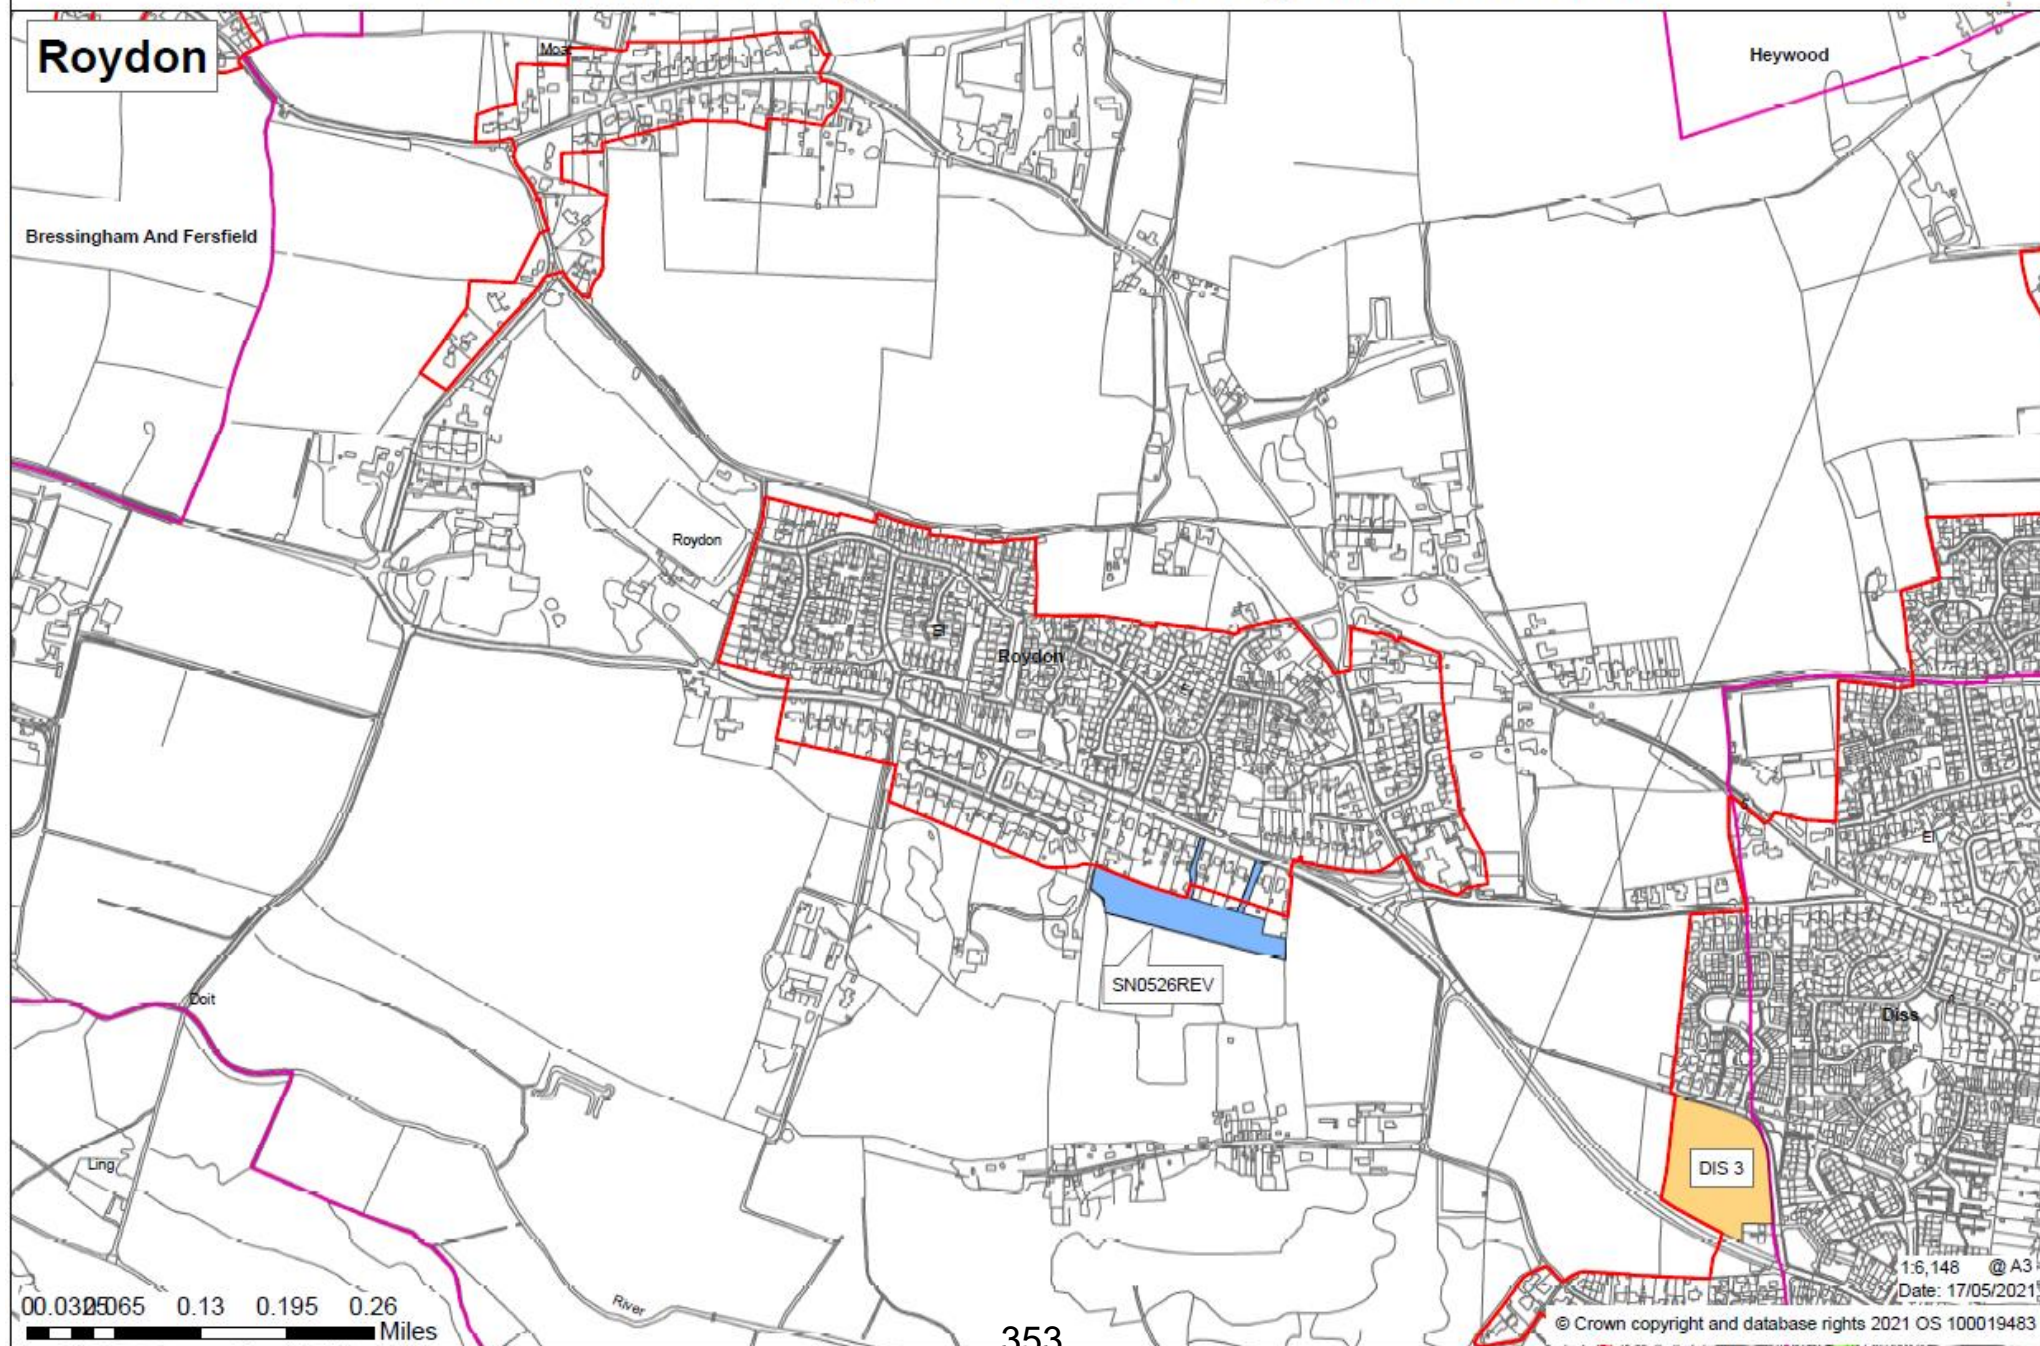 Roydon
Moat
Heywood
Bressingham And Fersfield
Roydon
Roydon
El
Doit
SN0526REV
Diss
Ling
DIS 3
River
0.13 0.195 0.26
Miles
1:6,148 @ A3
Date: 17/05/2021
© Crown copyright and database rights 2021 OS 100019483
353